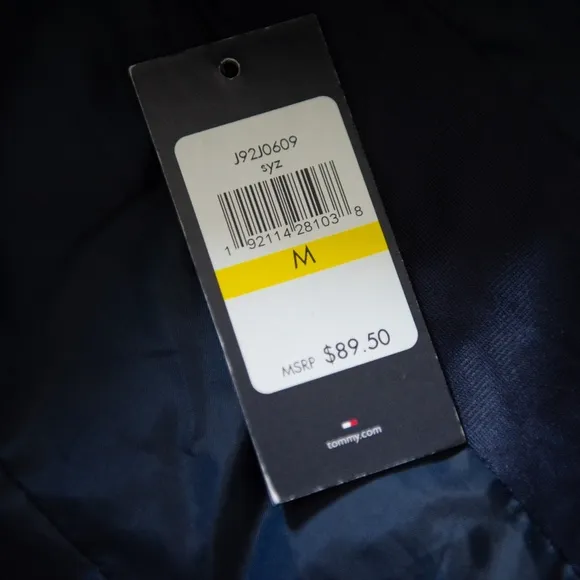 J92J0609
syz
1 92114 28103 8
M
MSRP $89.50
tommy.com